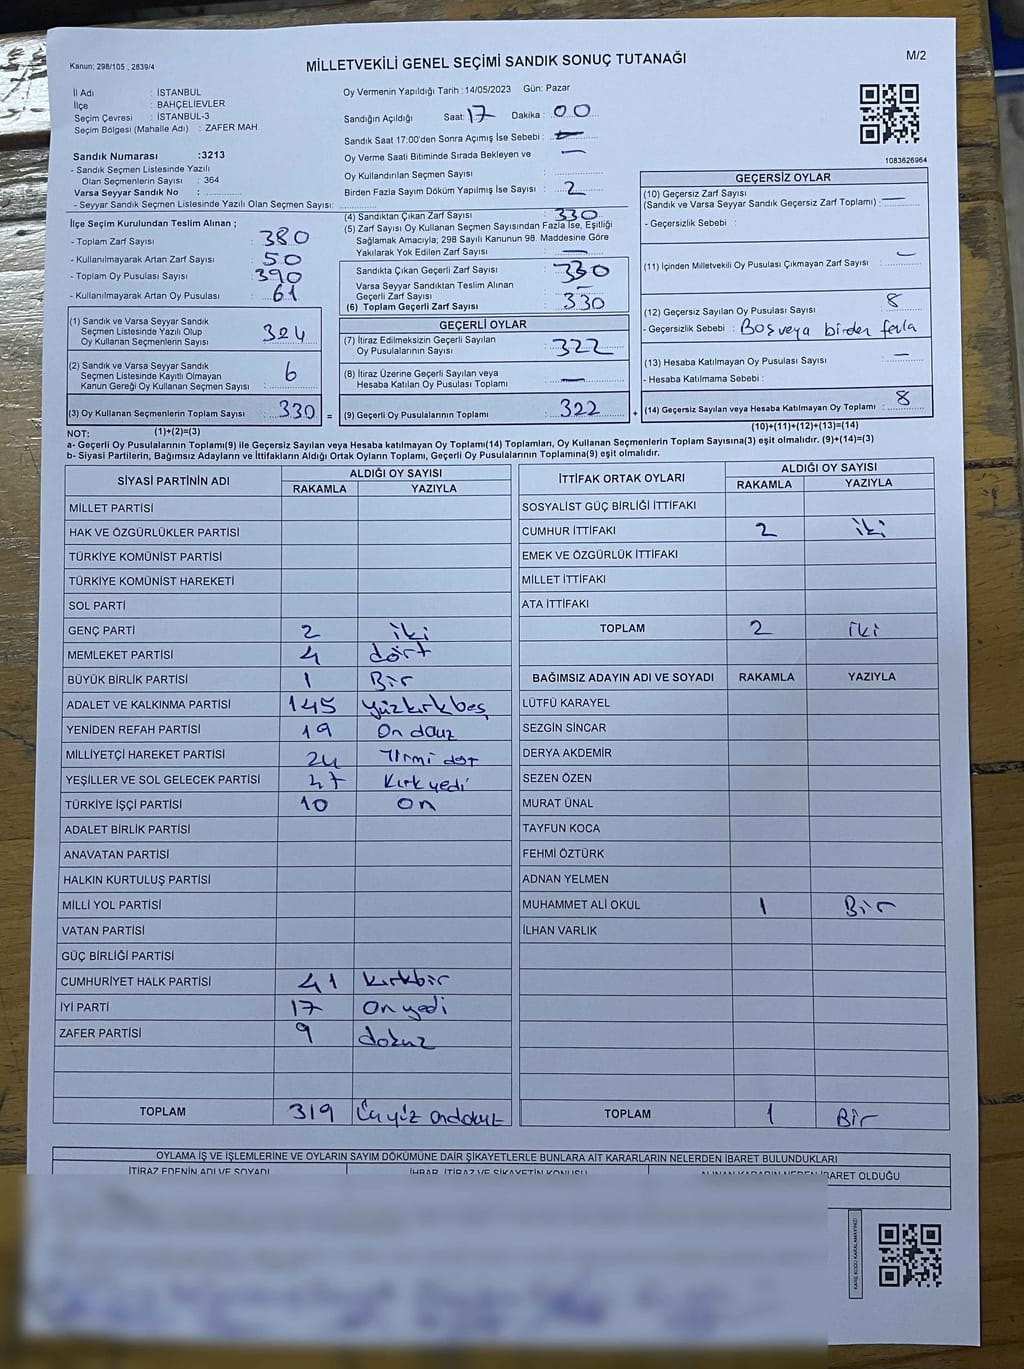 Kanun; 298/105 , 2839/4
MİLLETVEKİLİ GENEL SEÇİMİ SANDIK SONUÇ TUTANAĞI
M/2
İl Adı : İSTANBUL
İlçe : BAHÇELİEVLER
Seçim Çevresi : İSTANBUL-3
Seçim Bölgesi (Mahalle Adı) : ZAFER MAH.
Sandık Numarası :3213
- Sandık Seçmen Listesinde Yazılı
Olan Seçmenlerin Sayısı : 364
Varsa Seyyar Sandık No :
- Seyyar Sandık Seçmen Listesinde Yazılı Olan Seçmen Sayısı:
Oy Vermenin Yapıldığı Tarih :14/05/2023 Gün: Pazar
Sandığın Açıldığı Saat: 17 Dakika: 00
Sandık Saat 17:00'den Sonra Açımış İse Sebebi : —
Oy Verme Saati Bitiminde Sırada Bekleyen ve —
Oy Kullandırılan Seçmen Sayısı :
Birden Fazla Sayım Döküm Yapılmış İse Sayısı : 2
1083626964
İlçe Seçim Kurulundan Teslim Alınan ;
- Toplam Zarf Sayısı : 380
- Kullanılmayarak Artan Zarf Sayısı : 50
- Toplam Oy Pusulası Sayısı : 390
- Kullanılmayarak Artan Oy Pusulası : 61
(1) Sandık ve Varsa Seyyar Sandık
Seçmen Listesinde Yazılı Olup
Oy Kullanan Seçmenlerin Sayısı : 324
(2) Sandık ve Varsa Seyyar Sandık
Seçmen Listesinde Kayıtlı Olmayan
Kanun Gereği Oy Kullanan Seçmen Sayısı : 6
(3) Oy Kullanan Seçmenlerin Toplam Sayısı : 330 =
(1)+(2)=(3)
(4) Sandıktan Çıkan Zarf Sayısı : 330
(5) Zarf Sayısı Oy Kullanan Seçmen Sayısından Fazla İse, Eşitliği
Sağlamak Amacıyla; 298 Sayılı Kanunun 98. Maddesine Göre
Yakılarak Yok Edilen Zarf Sayısı : —
Sandıkta Çıkan Geçerli Zarf Sayısı : 330
Varsa Seyyar Sandıktan Teslim Alınan
Geçerli Zarf Sayısı : —
(6) Toplam Geçerli Zarf Sayısı : 330
GEÇERLİ OYLAR
(7) İtiraz Edilmeksizin Geçerli Sayılan
Oy Pusulalarının Sayısı : 322
(8) İtiraz Üzerine Geçerli Sayılan veya
Hesaba Katılan Oy Pusulası Toplamı : —
(9) Geçerli Oy Pusulalarının Toplamı : 322 +
GEÇERSİZ OYLAR
(10) Geçersiz Zarf Sayısı
(Sandık ve Varsa Seyyar Sandık Geçersiz Zarf Toplamı) : —
- Geçersizlik Sebebi :
(11) İçinden Milletvekili Oy Pusulası Çıkmayan Zarf Sayısı : —
(12) Geçersiz Sayılan Oy Pusulası Sayısı : 8
- Geçersizlik Sebebi : Boş veya birden fazla
(13) Hesaba Katılmayan Oy Pusulası Sayısı : —
- Hesaba Katılmama Sebebi :
(14) Geçersiz Sayılan veya Hesaba Katılmayan Oy Toplamı : 8
(10)+(11)+(12)+(13)=(14)
NOT:
a- Geçerli Oy Pusulalarının Toplamı(9) ile Geçersiz Sayılan veya Hesaba katılmayan Oy Toplamı(14) Toplamları, Oy Kullanan Seçmenlerin Toplam Sayısına(3) eşit olmalıdır. (9)+(14)=(3)
b- Siyasi Partilerin, Bağımsız Adayların ve İttifakların Aldığı Ortak Oyların Toplamı, Geçerli Oy Pusulalarının Toplamına(9) eşit olmalıdır.
SİYASİ PARTİNİN ADI ALDIĞI OY SAYISI
RAKAMLA YAZIYLA
MİLLET PARTİSİ
HAK VE ÖZGÜRLÜKLER PARTİSİ
TÜRKİYE KOMÜNİST PARTİSİ
TÜRKİYE KOMÜNİST HAREKETİ
SOL PARTİ
GENÇ PARTİ 2 iki
MEMLEKET PARTİSİ 4 dört
BÜYÜK BİRLİK PARTİSİ 1 Bir
ADALET VE KALKINMA PARTİSİ 145 yüzkırkbeş
YENİDEN REFAH PARTİSİ 19 On douz
MİLLİYETÇİ HAREKET PARTİSİ 24 Yirmi dört
YEŞİLLER VE SOL GELECEK PARTİSİ 47 Kırk yedi
TÜRKİYE İŞÇİ PARTİSİ 10 on
ADALET BİRLİK PARTİSİ
ANAVATAN PARTİSİ
HALKIN KURTULUŞ PARTİSİ
MİLLİ YOL PARTİSİ
VATAN PARTİSİ
GÜÇ BİRLİĞİ PARTİSİ
CUMHURİYET HALK PARTİSİ 41 kırkbir
İYİ PARTİ 17 On yedi
ZAFER PARTİSİ 9 dokuz
TOPLAM 319
İTTİFAK ORTAK OYLARI ALDIĞI OY SAYISI
RAKAMLA YAZIYLA
SOSYALİST GÜÇ BİRLİĞİ İTTİFAKI
CUMHUR İTTİFAKI 2 iki
EMEK VE ÖZGÜRLÜK İTTİFAKI
MİLLET İTTİFAKI
ATA İTTİFAKI
TOPLAM 2 iki
BAĞIMSIZ ADAYIN ADI VE SOYADI RAKAMLA YAZIYLA
LÜTFÜ KARAYEL
SEZGİN SİNCAR
DERYA AKDEMİR
SEZEN ÖZEN
MURAT ÜNAL
TAYFUN KOCA
FEHMİ ÖZTÜRK
ADNAN YELMEN
MUHAMMET ALİ OKUL 1 Bir
İLHAN VARLIK
TOPLAM 1 Bir
OYLAMA İŞ VE İŞLEMLERİNE VE OYLARIN SAYIM DÖKÜMÜNE DAİR ŞİKAYETLERLE BUNLARA AİT KARARLARIN NELERDEN İBARET BULUNDUKLARI
İTİRAZ EDENİN ADI VE SOYADI İHBAR, İTİRAZ VE ŞİKAYETİN KONUSU ALINAN KARARIN NEDEN İBARET OLDUĞU
KARE KODU KARALAMAYINIZ!